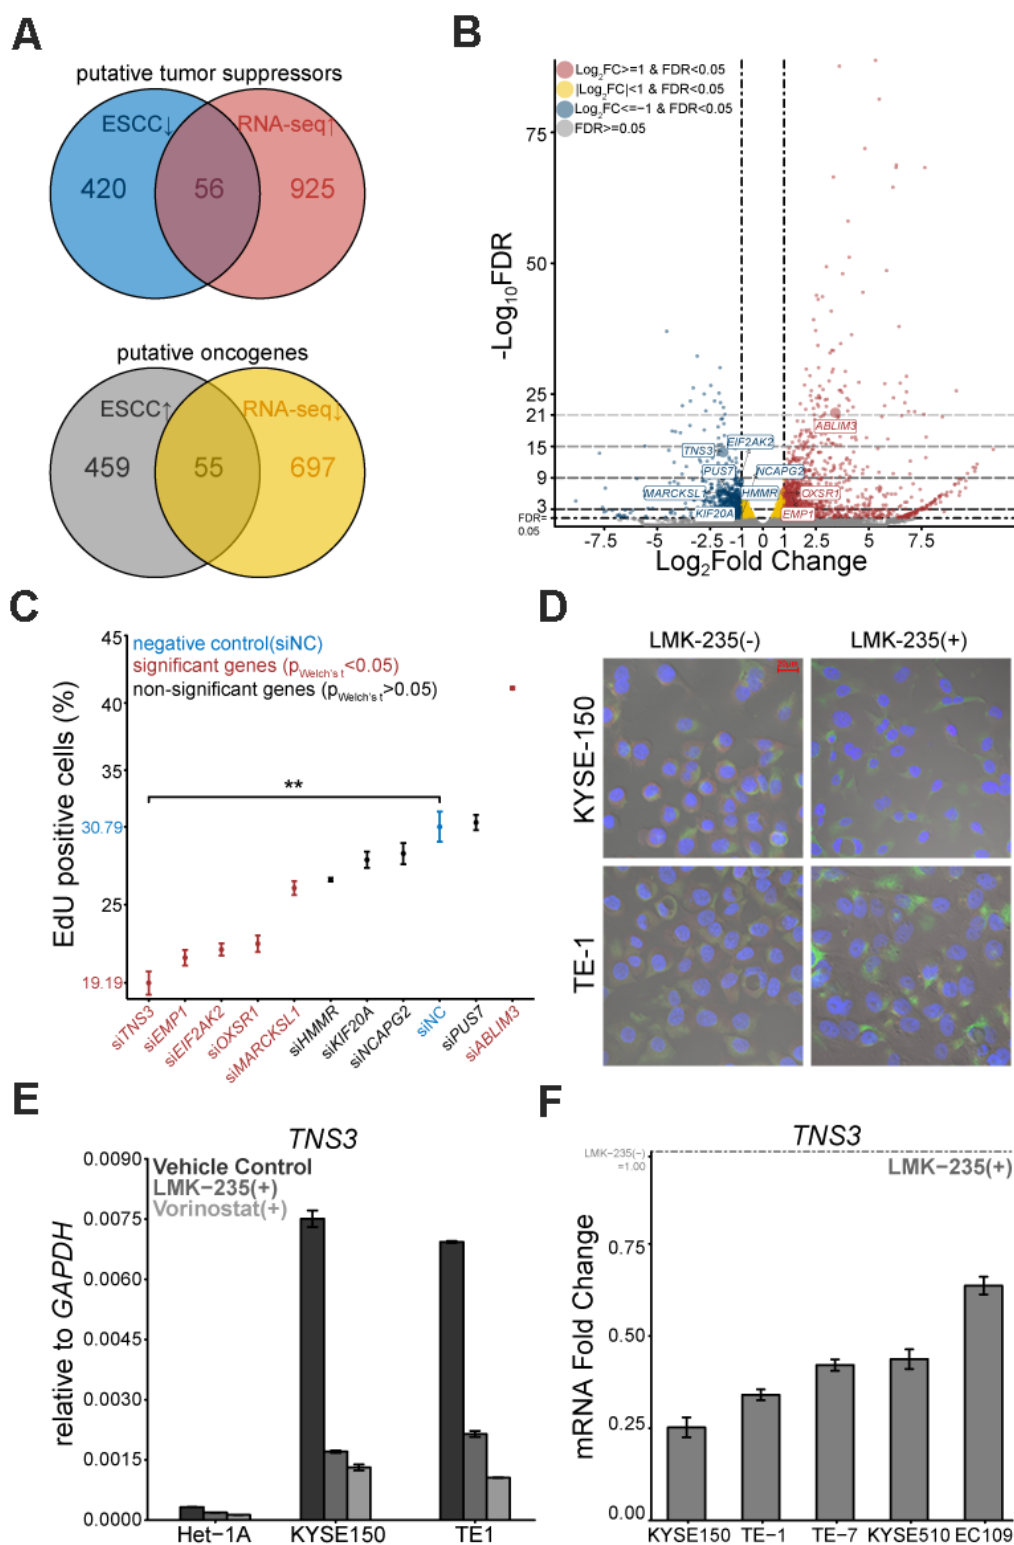 A
putative tumor suppressors
ESCC↓
RNA-seq↑
420
56
925
putative oncogenes
ESCC↑
RNA-seq↓
459
55
697
B
Log2FC>=1 & FDR<0.05
|Log2FC|<1 & FDR<0.05
Log2FC<=−1 & FDR<0.05
FDR>=0.05
-Log10FDR
75
50
25
21
15
9
3
FDR=
0.05
ABLIM3
EIF2AK2
TNS3
PUS7
NCAPG2
MARCKSL1
HMMR
OXSR1
KIF20A
EMP1
-7.5
-5
-2.5
-1
0
1
2.5
5
7.5
Log2Fold Change
C
negative control(siNC)
significant genes (pWelch's t<0.05)
non-significant genes (pWelch's t>0.05)
EdU positive cells (%)
45
40
35
30.79
25
19.19
**
siTNS3
siEMP1
siEIF2AK2
siOXSR1
siMARCKSL1
siHMMR
siKIF20A
siNCAPG2
siNC
siPUS7
siABLIM3
D
LMK-235(-)
LMK-235(+)
KYSE-150
TE-1
E
TNS3
Vehicle Control
LMK−235(+)
Vorinostat(+)
relative to GAPDH
0.0090
0.0075
0.0060
0.0045
0.0030
0.0015
0.0000
Het−1A
KYSE150
TE1
F
TNS3
LMK−235(−)
=1.00
LMK−235(+)
mRNA Fold Change
0.75
0.50
0.25
0.00
KYSE150
TE−1
TE−7
KYSE510
EC109